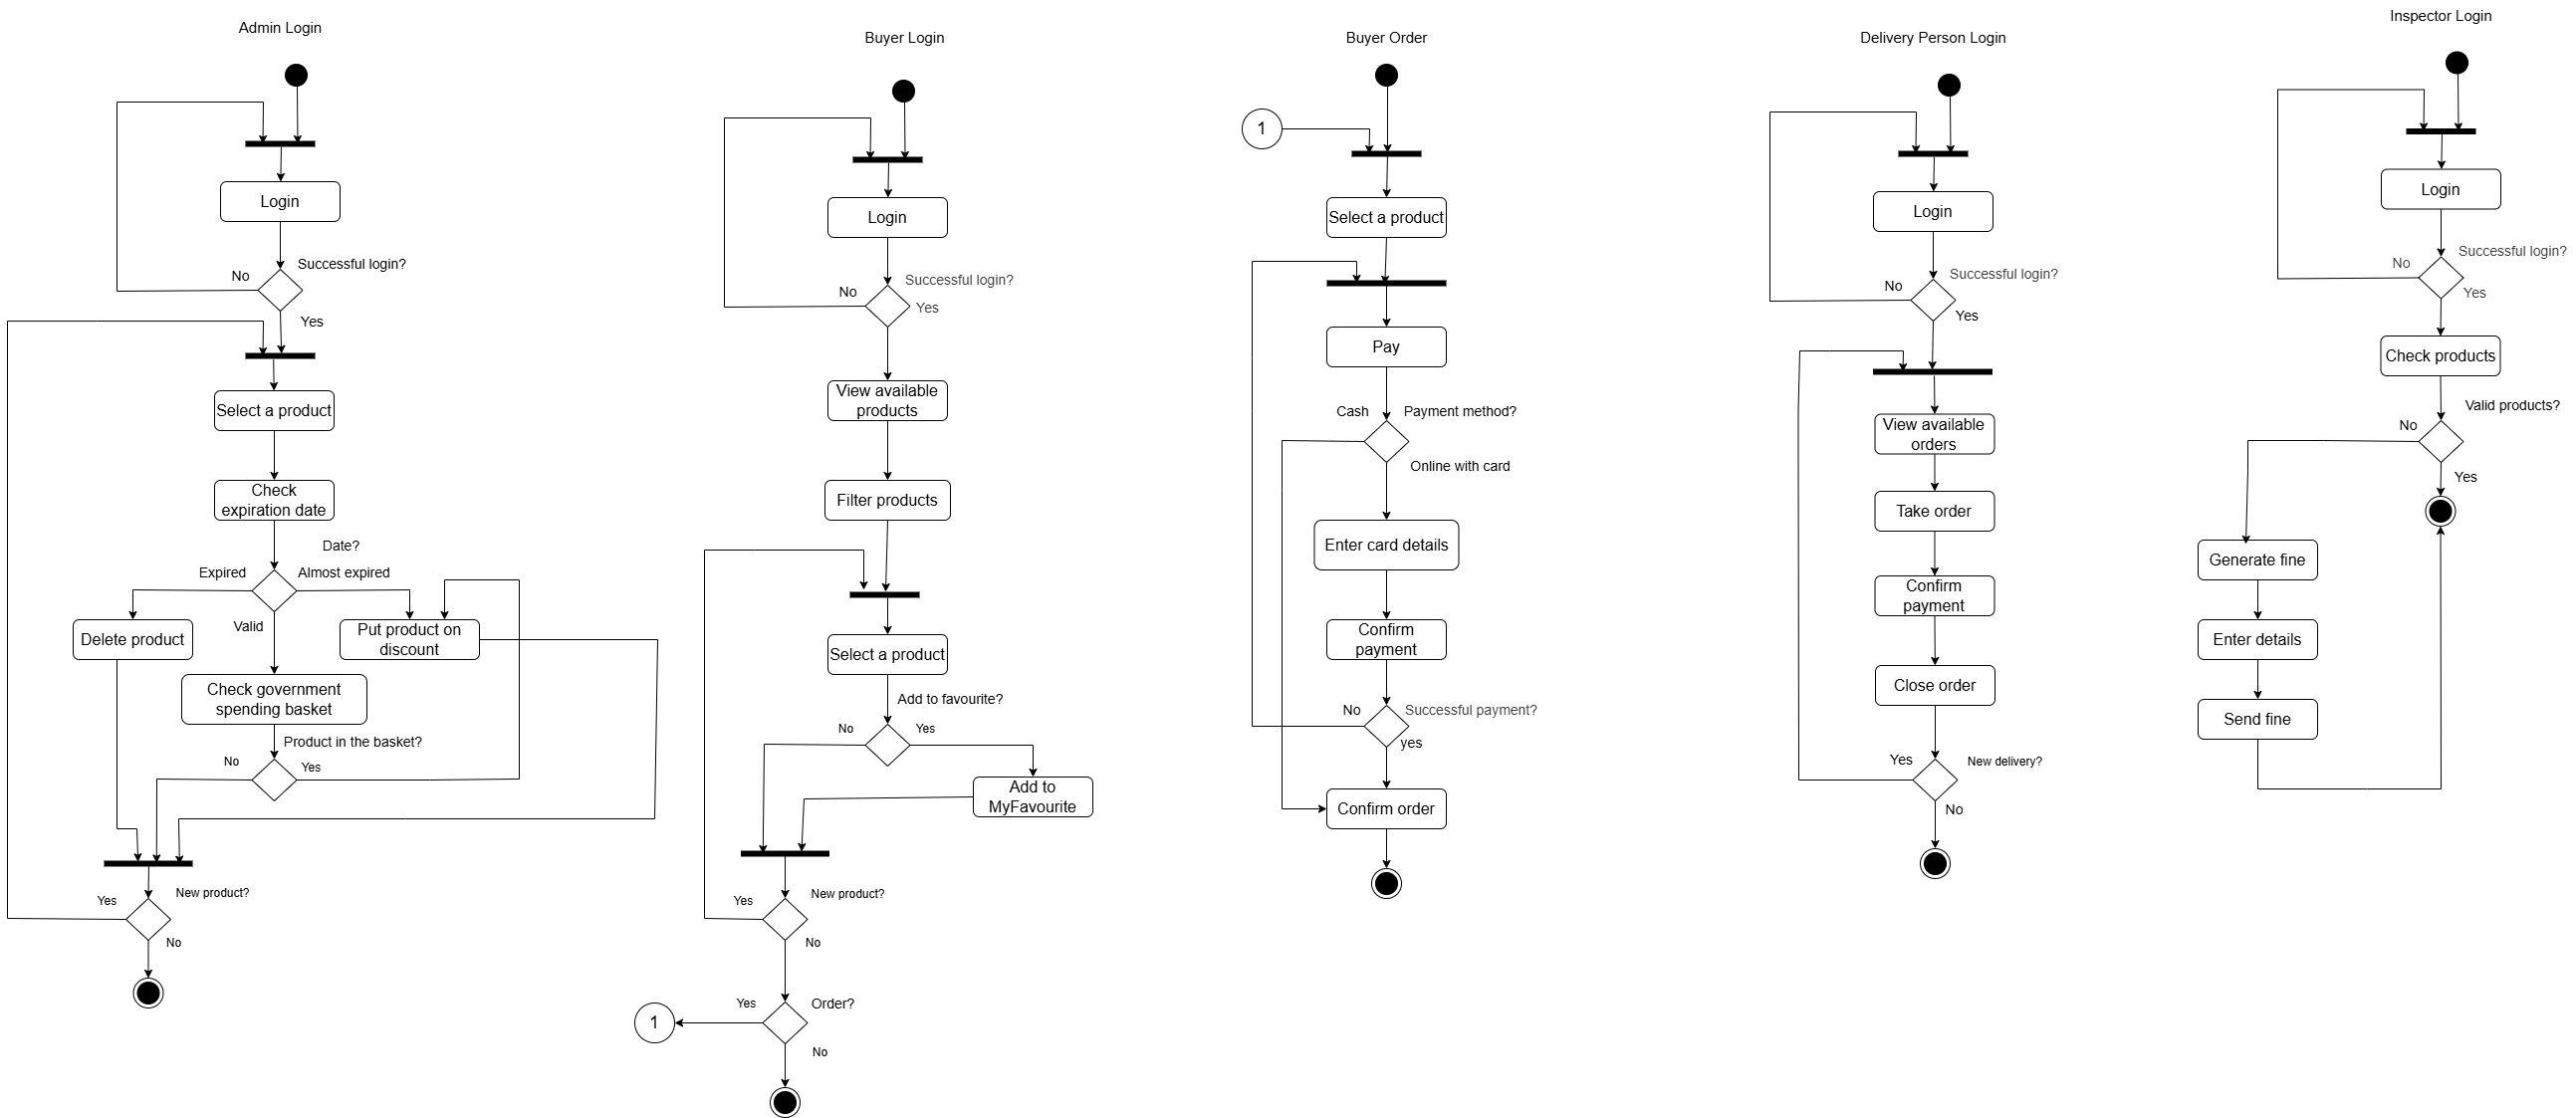 Admin Login
Login
Successful login?
No
Yes
Select a product
Check
expiration date
Date?
Expired
Almost expired
Valid
Delete product
Put product on
discount
Check government
spending basket
Product in the basket?
No
Yes
New product?
Yes
No
Buyer Login
Login
Successful login?
No
Yes
View available
products
Filter products
Select a product
Add to favourite?
No
Yes
Add to
MyFavourite
New product?
Yes
No
Order?
Yes
1
No
Buyer Order
1
Select a product
Pay
Cash
Payment method?
Online with card
Enter card details
Confirm
payment
No
Successful payment?
yes
Confirm order
Delivery Person Login
Login
Successful login?
No
Yes
View available
orders
Take order
Confirm
payment
Close order
Yes
New delivery?
No
Inspector Login
Login
Successful login?
No
Yes
Check products
Valid products?
No
Yes
Generate fine
Enter details
Send fine